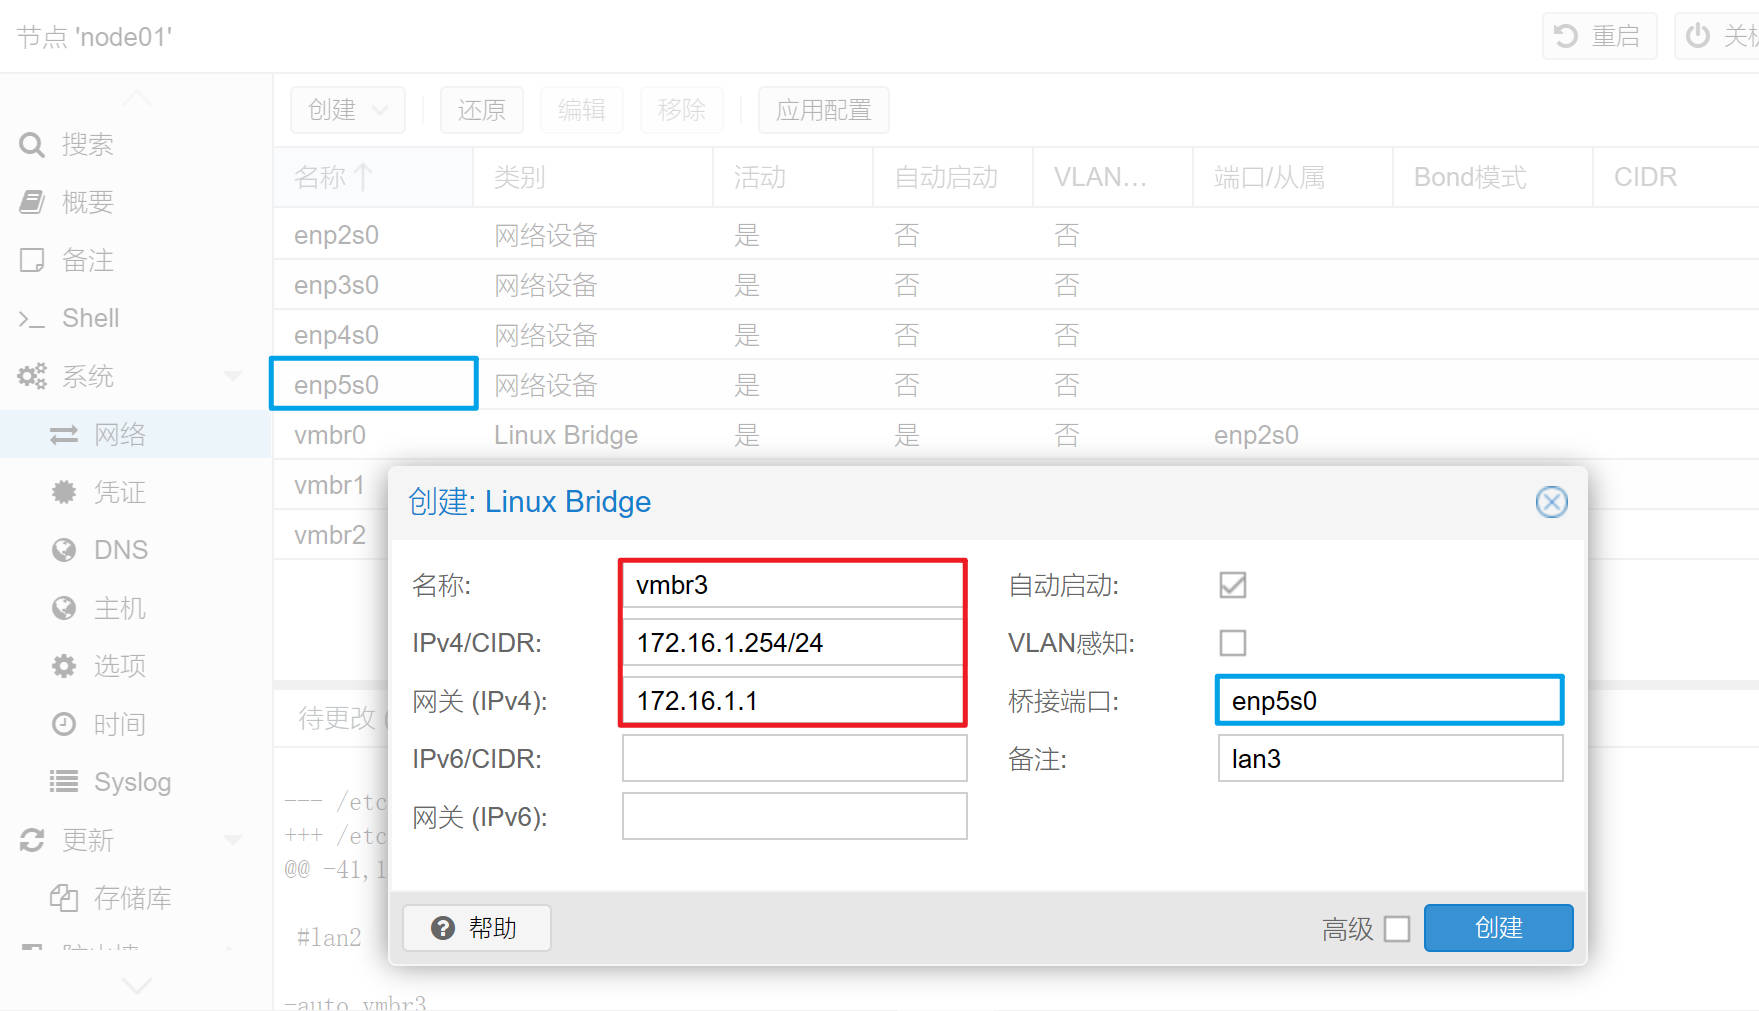 节点 'node01'
重启
关机
搜索
概要
备注
Shell
系统
网络
凭证
DNS
主机
选项
时间
Syslog
更新
存储库
创建
还原
编辑
移除
应用配置
名称
类别
活动
自动启动
VLAN...
端口/从属
Bond模式
CIDR
enp2s0 网络设备 是 否 否
enp3s0 网络设备 是 否 否
enp4s0 网络设备 是 否 否
enp5s0 网络设备 是 否 否
vmbr0 Linux Bridge 是 是 否 enp2s0
vmbr1
vmbr2
待更改 (
--- /etc
+++ /etc
@@ -41,1
#lan2
-auto vmbr3
创建: Linux Bridge
名称: vmbr3
IPv4/CIDR: 172.16.1.254/24
网关 (IPv4): 172.16.1.1
IPv6/CIDR:
网关 (IPv6):
自动启动:
VLAN感知:
桥接端口: enp5s0
备注: lan3
帮助
高级
创建